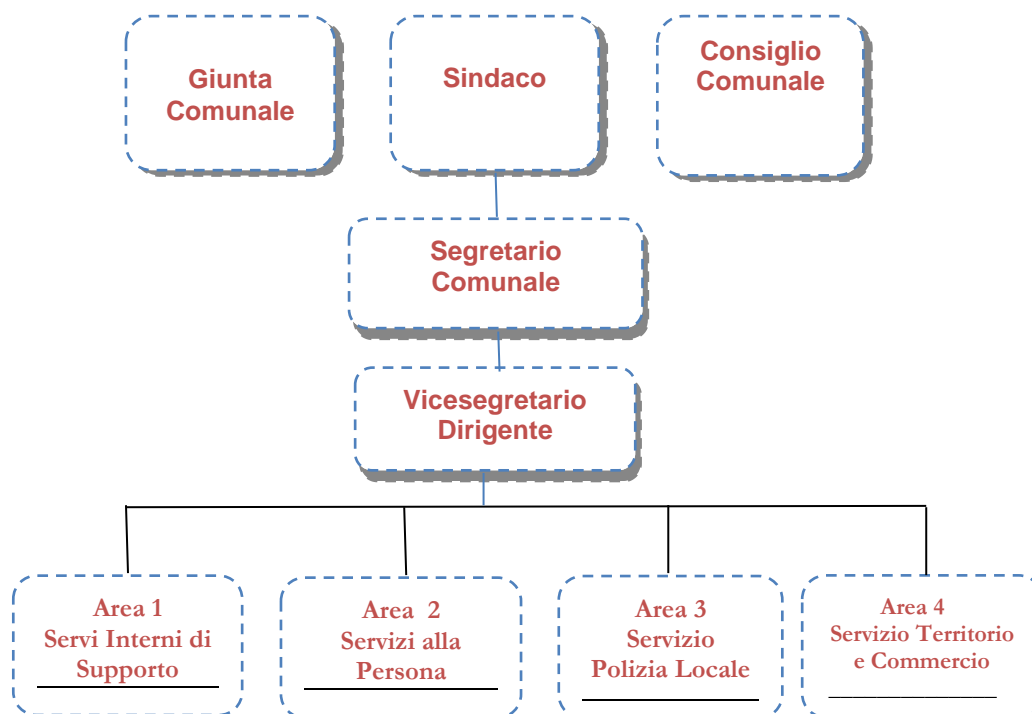 Giunta
Comunale
Sindaco
Consiglio
Comunale
Segretario
Comunale
Vicesegretario
Dirigente
Area 1
Servi Interni di
Supporto
Area 2
Servizi alla
Persona
Area 3
Servizio
Polizia Locale
Area 4
Servizio Territorio
e Commercio